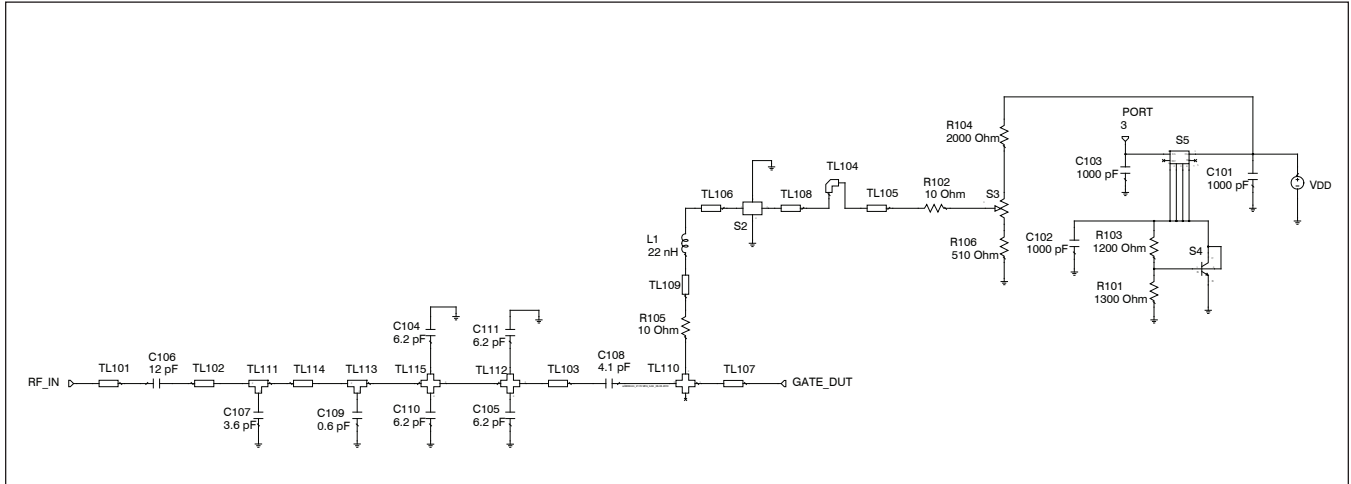 R104
2000 Ohm
PORT
3
S5
C103
1000 pF
C101
1000 pF
VDD
TL104
TL106
TL108
TL105
R102
10 Ohm
S3
S2
R106
510 Ohm
C102
1000 pF
R103
1200 Ohm
S4
R101
1300 Ohm
L1
22 nH
TL109
R105
10 Ohm
C104
6.2 pF
C111
6.2 pF
RF_IN
TL101
C106
12 pF
TL102
TL111
TL114
TL113
TL115
TL112
TL103
C108
4.1 pF
TL110
TL107
GATE_DUT
C107
3.6 pF
C109
0.6 pF
C110
6.2 pF
C105
6.2 pF